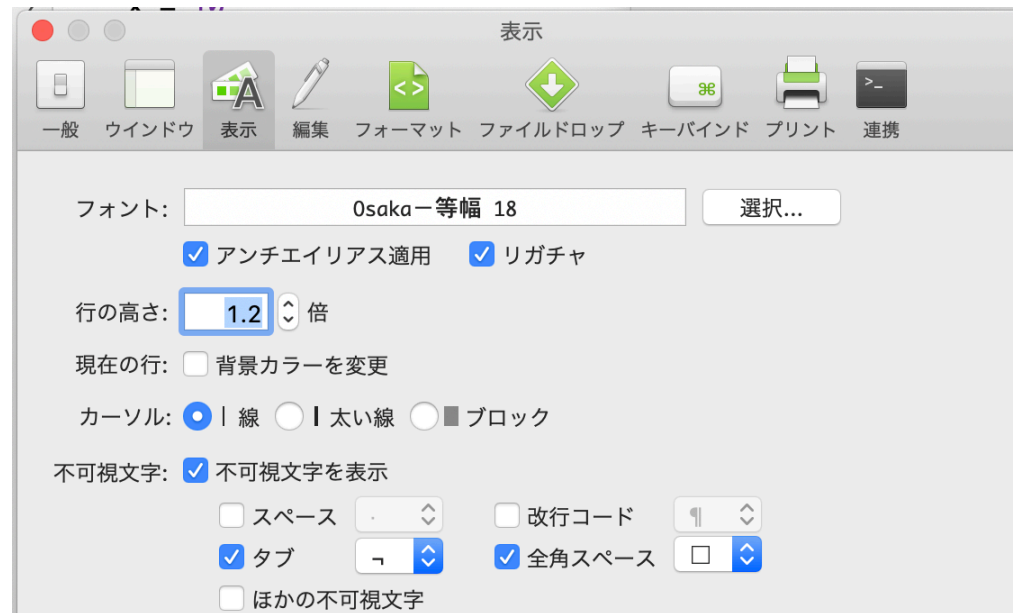 表示
一般 ウインドウ 表示 編集 フォーマット ファイルドロップ キーバインド プリント 連携
フォント: Osaka－等幅 18 選択...
アンチエイリアス適用 リガチャ
行の高さ: 1.2 倍
現在の行: 背景カラーを変更
カーソル: 線 太い線 ブロック
不可視文字: 不可視文字を表示
スペース · 改行コード ¶
タブ ¬ 全角スペース □
ほかの不可視文字